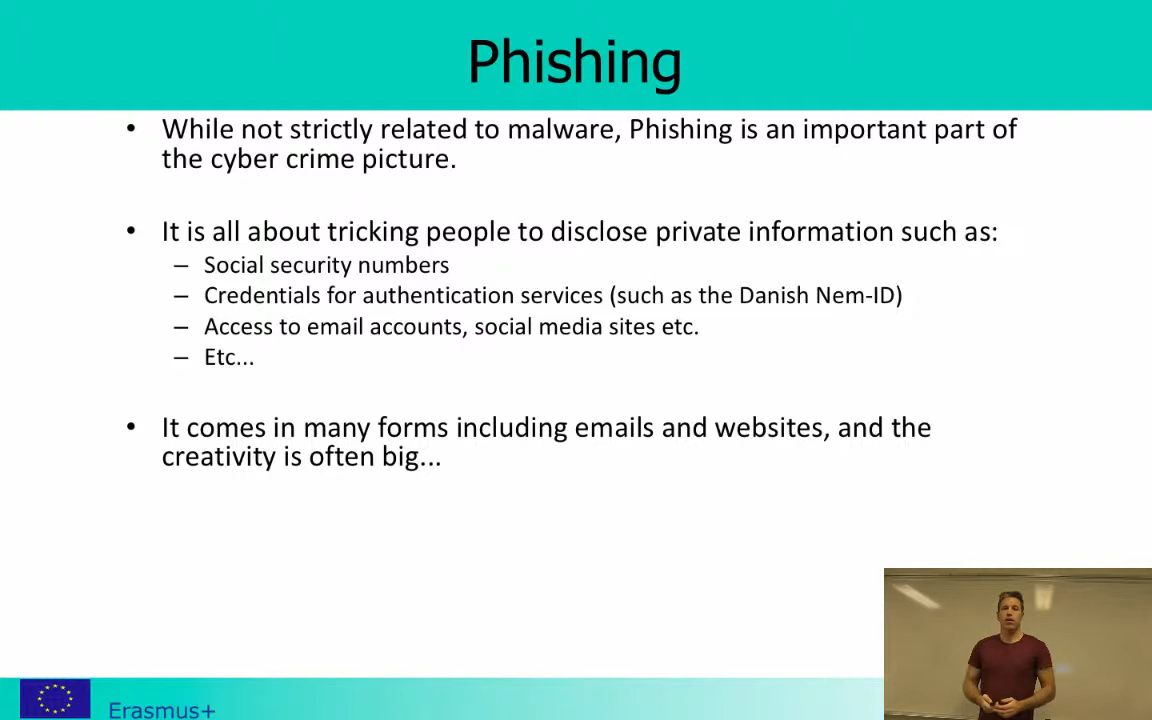 Phishing
• While not strictly related to malware, Phishing is an important part of
the cyber crime picture.
• It is all about tricking people to disclose private information such as:
– Social security numbers
– Credentials for authentication services (such as the Danish Nem-ID)
– Access to email accounts, social media sites etc.
– Etc...
• It comes in many forms including emails and websites, and the
creativity is often big...
Erasmus+